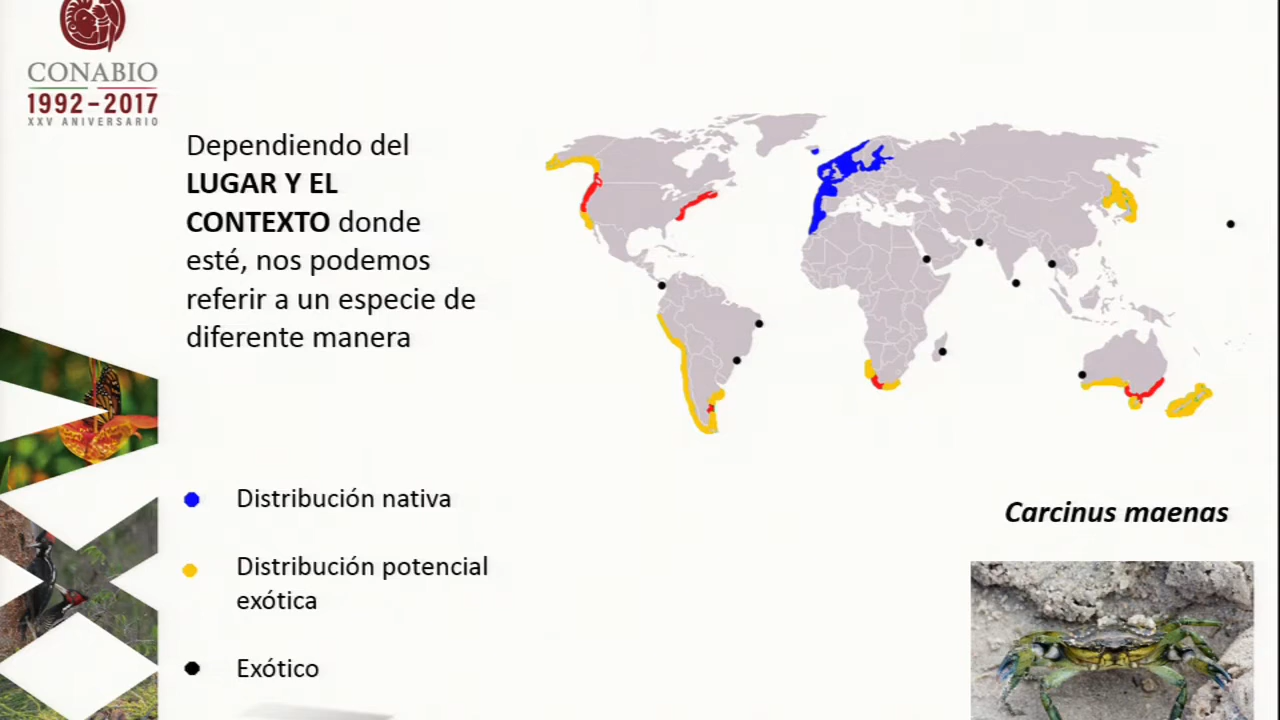 CONABIO
1992-2017
XXV ANIVERSARIO
Dependiendo del
LUGAR Y EL
CONTEXTO donde
esté, nos podemos
referir a un especie de
diferente manera
Distribución nativa
Distribución potencial
exótica
Exótico
Carcinus maenas